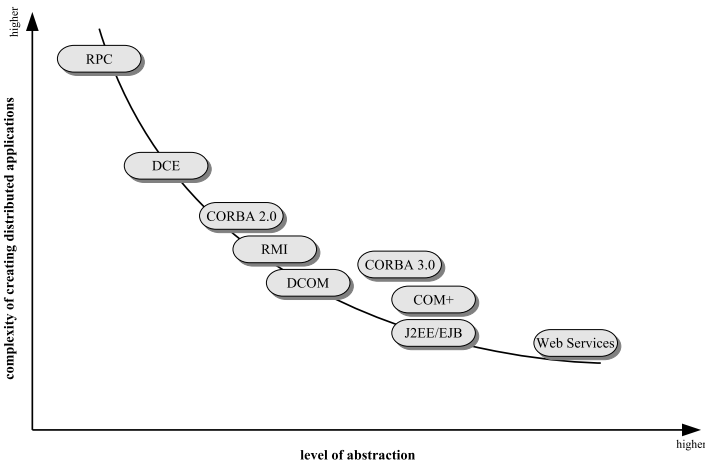 higher
complexity of creating distributed applications
RPC
DCE
CORBA 2.0
RMI
CORBA 3.0
DCOM
COM+
J2EE/EJB
Web Services
higher
level of abstraction